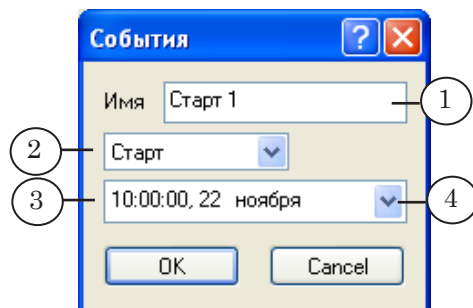 События
Имя Старт 1 1
2 Старт
3 10:00:00, 22 ноября 4
OK Cancel